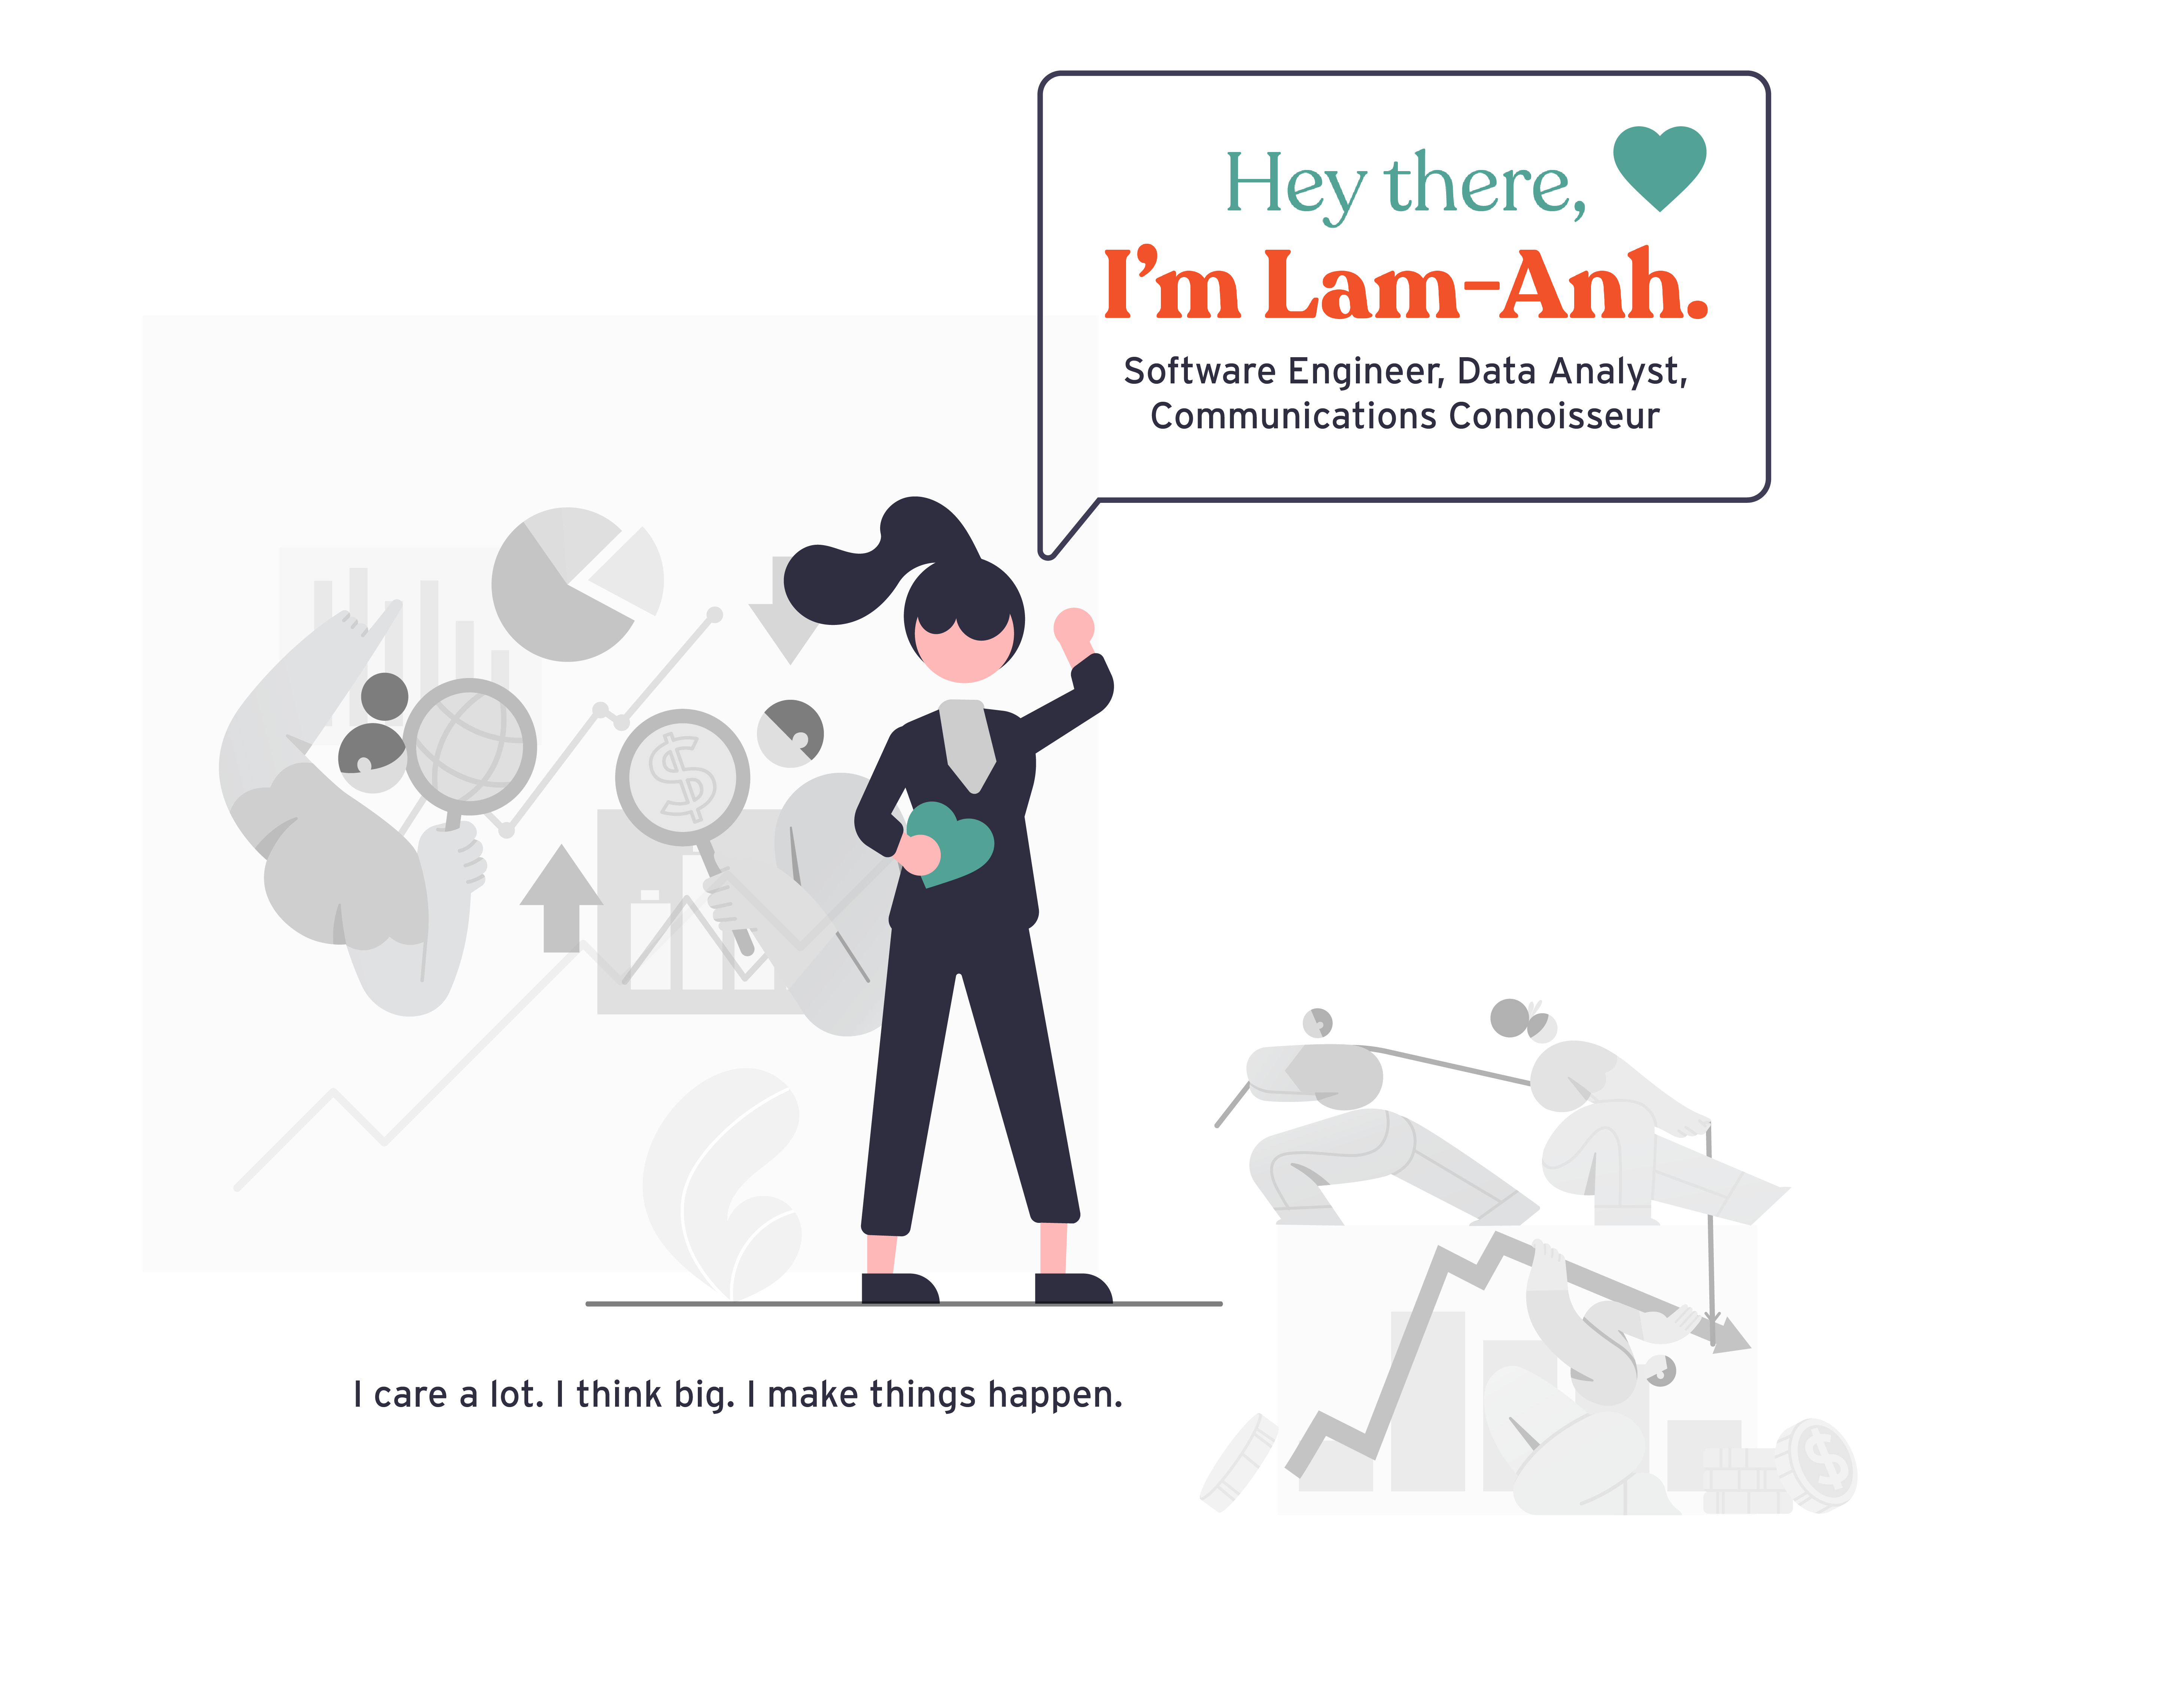 Hey there,
I'm Lam-Anh.
Software Engineer, Data Analyst,
Communications Connoisseur
$
I care a lot. I think big. I make things happen.
$